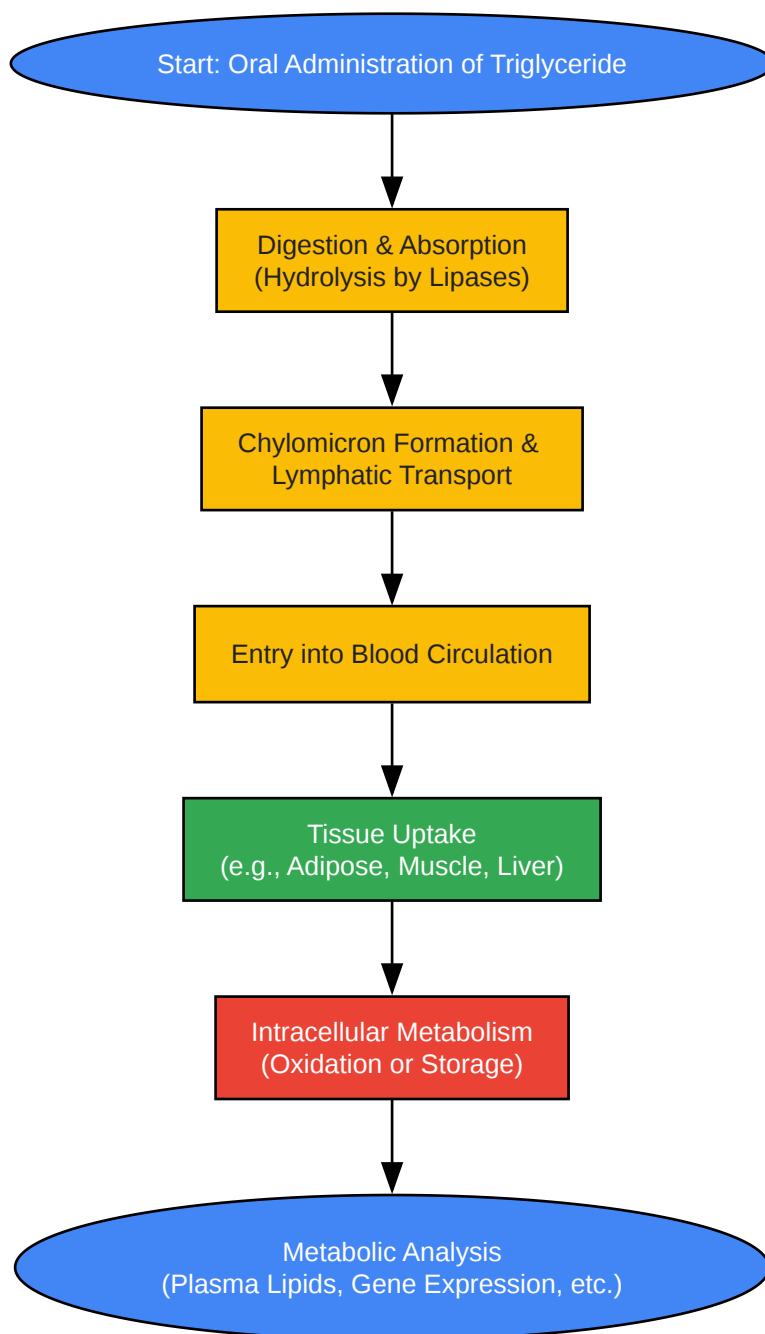 Start: Oral Administration of Triglyceride
Digestion & Absorption
(Hydrolysis by Lipases)
Chylomicron Formation &
Lymphatic Transport
Entry into Blood Circulation
Tissue Uptake
(e.g., Adipose, Muscle, Liver)
Intracellular Metabolism
(Oxidation or Storage)
Metabolic Analysis
(Plasma Lipids, Gene Expression, etc.)